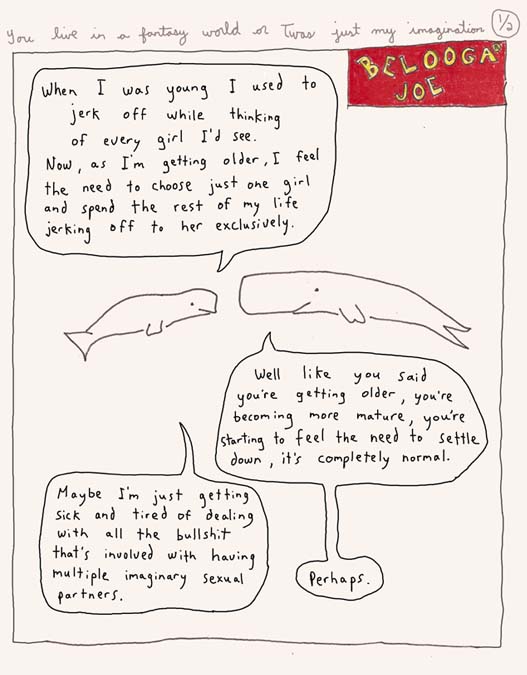 You live in a fantasy world or Twas just my imagination 1/2
BELOOGA
JOE
When I was young I used to
jerk off while thinking
of every girl I'd see.
Now, as I'm getting older, I feel
the need to choose just one girl
and spend the rest of my life
jerking off to her exclusively.
Well like you said
you're getting older, you're
becoming more mature, you're
starting to feel the need to settle
down, it's completely normal.
Maybe I'm just getting
sick and tired of dealing
with all the bullshit
that's involved with having
multiple imaginary sexual
partners.
Perhaps.